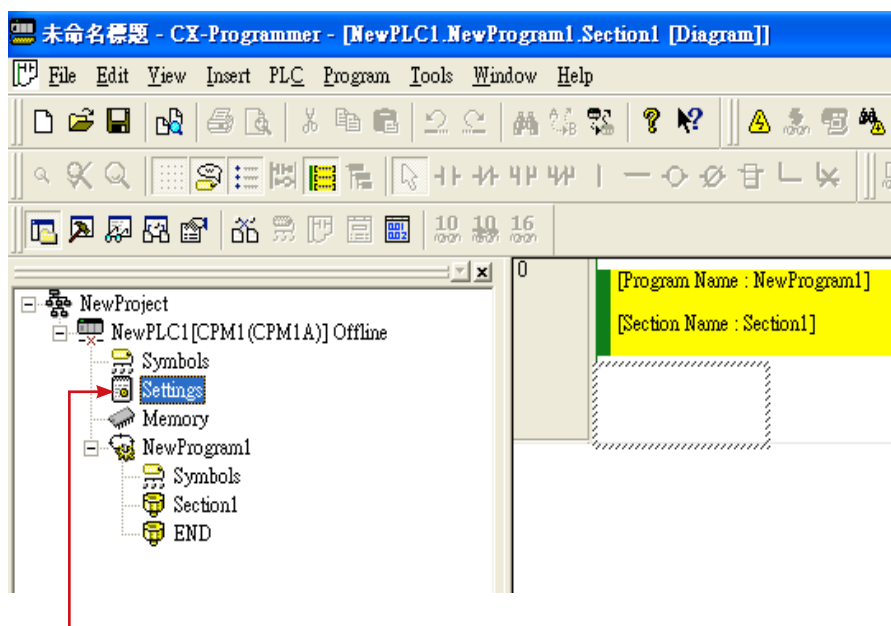 未命名標題 - CX-Programmer - [NewPLC1.NewProgram1.Section1 [Diagram]]
File Edit View Insert PLC Program Tools Window Help
10 10 16
0
[Program Name : NewProgram1]
[Section Name : Section1]
NewProject
NewPLC1[CPM1(CPM1A)] Offline
Symbols
Settings
Memory
NewProgram1
Symbols
Section1
END